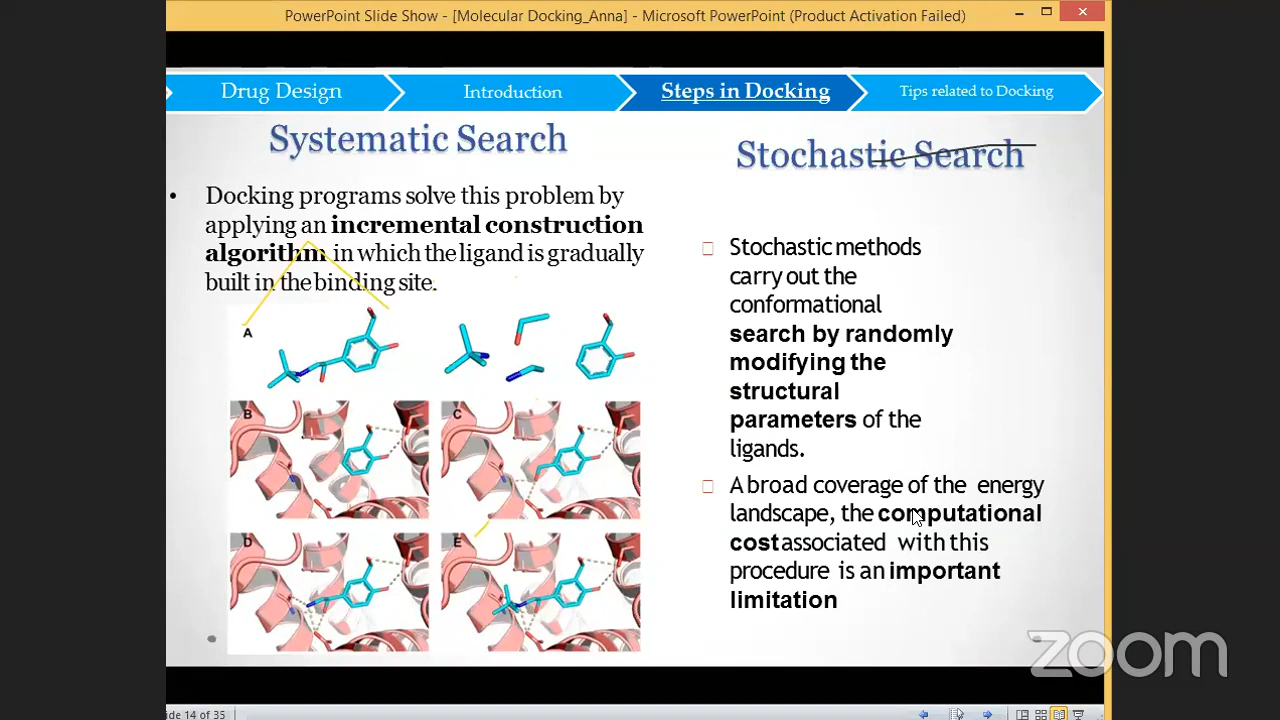 PowerPoint Slide Show - [Molecular Docking_Anna] - Microsoft PowerPoint (Product Activation Failed)
Drug Design
Introduction
Steps in Docking
Tips related to Docking
Systematic Search
• Docking programs solve this problem by
applying an incremental construction
algorithm in which the ligand is gradually
built in the binding site.
A
B
C
D
E
Stochastic Search
Stochastic methods
carry out the
conformational
search by randomly
modifying the
structural
parameters of the
ligands.
A broad coverage of the energy
landscape, the computational
cost associated with this
procedure is an important
limitation
zoom
ide 14 of 35